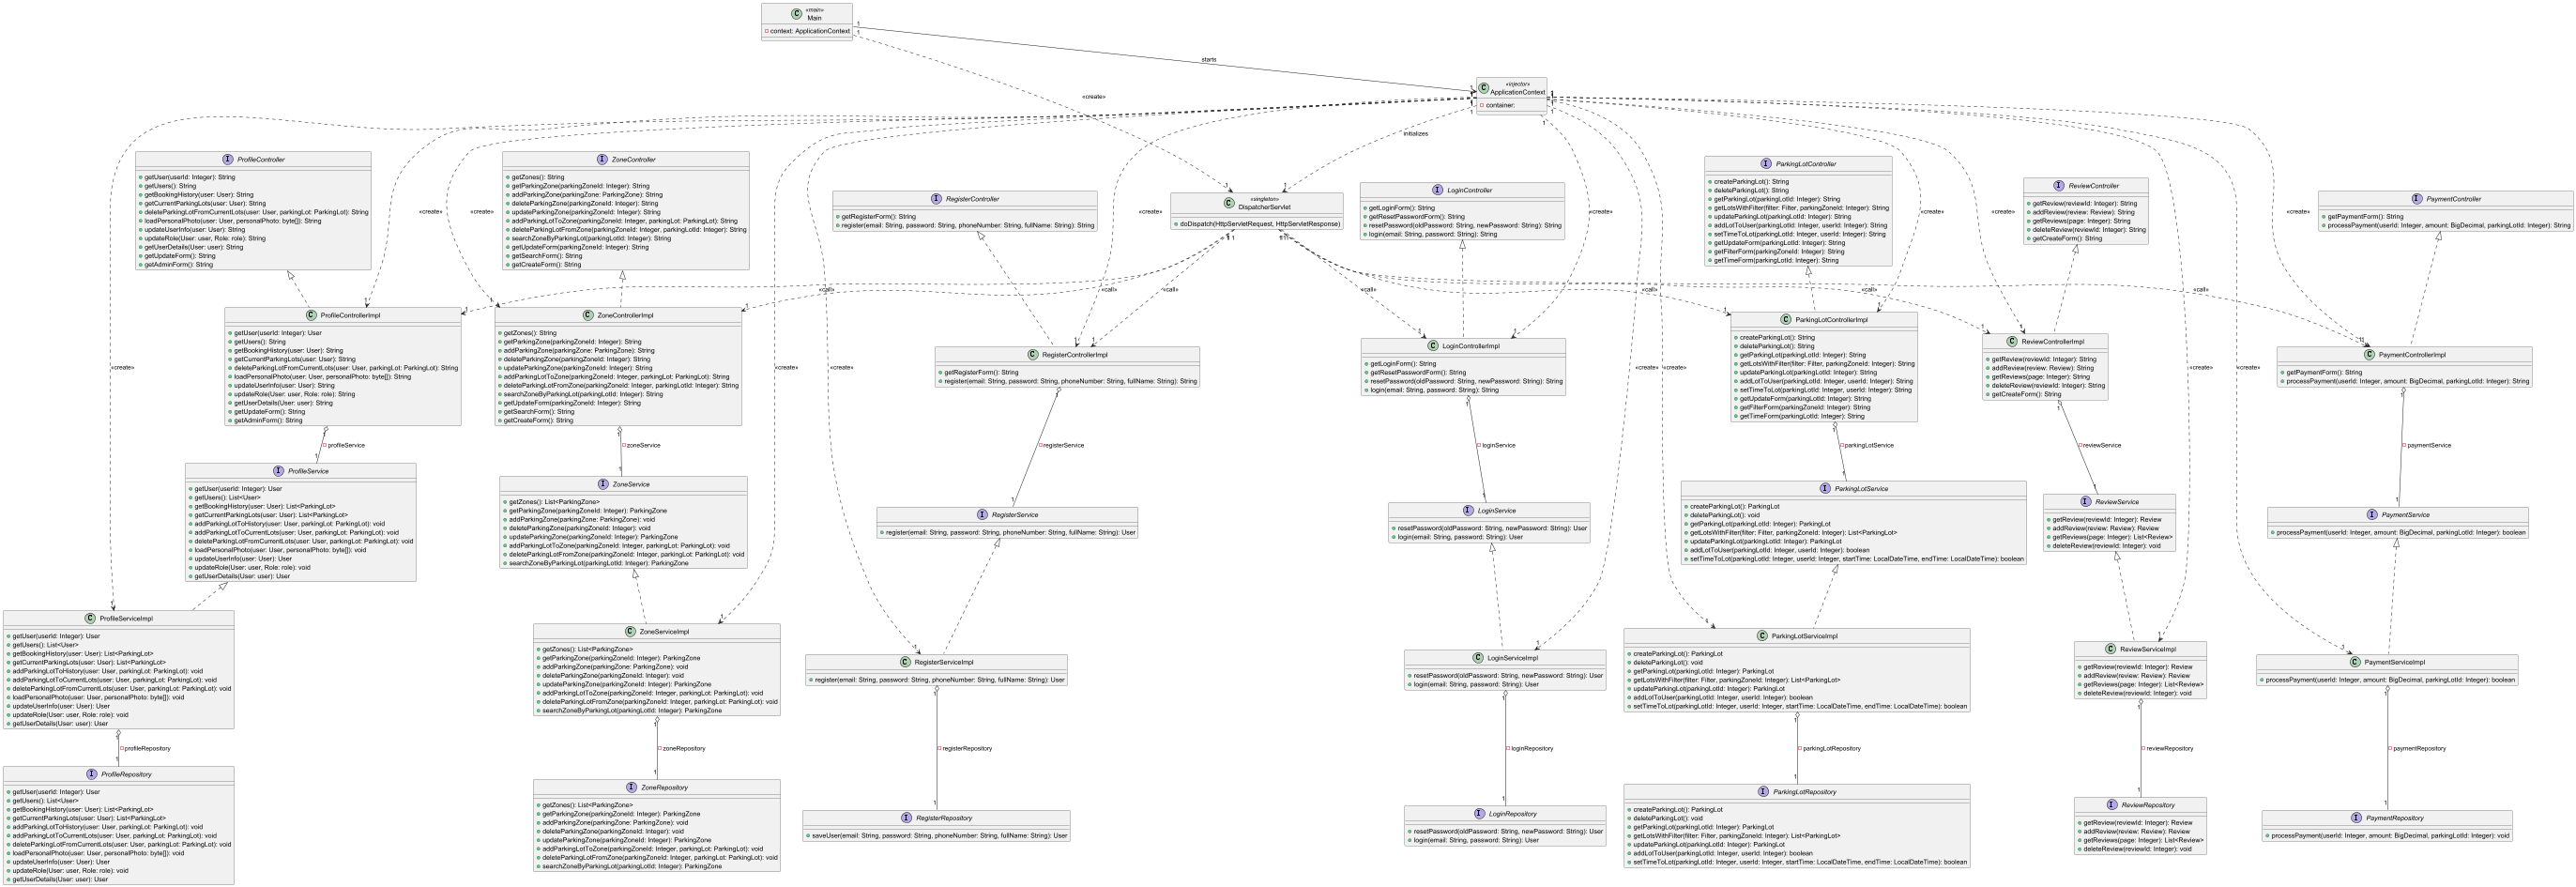 «main»
Main
context: ApplicationContext
1
1
starts
«create»
1
«injector»
ApplicationContext
container:
initializes
1
«singleton»
DispatcherServlet
doDispatch(HttpServletRequest, HttpServletResponse)
ProfileController
getUser(userId: Integer): String
getUsers(): String
getBookingHistory(user: User): String
getCurrentParkingLots(user: User): String
deleteParkingLotFromCurrentLots(user: User, parkingLot: ParkingLot): String
loadPersonalPhoto(user: User, personalPhoto: byte[]): String
updateUserInfo(user: User): String
updateRole(User: user, Role: role): String
getUserDetails(User: user): String
getUpdateForm(): String
getAdminForm(): String
ZoneController
getZones(): String
getParkingZone(parkingZoneId: Integer): String
addParkingZone(parkingZone: ParkingZone): String
deleteParkingZone(parkingZoneId: Integer): String
updateParkingZone(parkingZoneId: Integer): String
addParkingLotToZone(parkingZoneId: Integer, parkingLot: ParkingLot): String
deleteParkingLotFromZone(parkingZoneId: Integer, parkingLotId: Integer): String
searchZoneByParkingLot(parkingLotId: Integer): String
getUpdateForm(parkingZoneId: Integer): String
getSearchForm(): String
getCreateForm(): String
RegisterController
getRegisterForm(): String
register(email: String, password: String, phoneNumber: String, fullName: String): String
LoginController
getLoginForm(): String
getResetPasswordForm(): String
resetPassword(oldPassword: String, newPassword: String): String
login(email: String, password: String): String
ParkingLotController
createParkingLot(): String
deleteParkingLot(): String
getParkingLot(parkingLotId: Integer): String
getLotsWithFilter(filter: Filter, parkingZoneId: Integer): String
updateParkingLot(parkingLotId: Integer): String
addLotToUser(parkingLotId: Integer, userId: Integer): String
setTimeToLot(parkingLotId: Integer, userId: Integer): String
getUpdateForm(parkingLotId: Integer): String
getFilterForm(parkingZoneId: Integer): String
getTimeForm(parkingLotId: Integer): String
ReviewController
getReview(reviewId: Integer): String
addReview(review: Review): String
getReviews(page: Integer): String
deleteReview(reviewId: Integer): String
getCreateForm(): String
PaymentController
getPaymentForm(): String
processPayment(userId: Integer, amount: BigDecimal, parkingLotId: Integer): String
«create»
«create»
«create»
«create»
«create»
«create»
«create»
«call»
«call»
«call»
«call»
«call»
«call»
ProfileControllerImpl
getUser(userId: Integer): User
getUsers(): String
getBookingHistory(user: User): String
getCurrentParkingLots(user: User): String
deleteParkingLotFromCurrentLots(user: User, parkingLot: ParkingLot): String
loadPersonalPhoto(user: User, personalPhoto: byte[]): String
updateUserInfo(user: User): String
updateRole(User: user, Role: role): String
getUserDetails(User: user): String
getUpdateForm(): String
getAdminForm(): String
ZoneControllerImpl
getZones(): String
getParkingZone(parkingZoneId: Integer): String
addParkingZone(parkingZone: ParkingZone): String
deleteParkingZone(parkingZoneId: Integer): String
updateParkingZone(parkingZoneId: Integer): String
addParkingLotToZone(parkingZoneId: Integer, parkingLot: ParkingLot): String
deleteParkingLotFromZone(parkingZoneId: Integer, parkingLotId: Integer): String
searchZoneByParkingLot(parkingLotId: Integer): String
getUpdateForm(parkingZoneId: Integer): String
getSearchForm(): String
getCreateForm(): String
RegisterControllerImpl
getRegisterForm(): String
register(email: String, password: String, phoneNumber: String, fullName: String): String
LoginControllerImpl
getLoginForm(): String
getResetPasswordForm(): String
resetPassword(oldPassword: String, newPassword: String): String
login(email: String, password: String): String
ParkingLotControllerImpl
createParkingLot(): String
deleteParkingLot(): String
getParkingLot(parkingLotId: Integer): String
getLotsWithFilter(filter: Filter, parkingZoneId: Integer): String
updateParkingLot(parkingLotId: Integer): String
addLotToUser(parkingLotId: Integer, userId: Integer): String
setTimeToLot(parkingLotId: Integer, userId: Integer): String
getUpdateForm(parkingLotId: Integer): String
getFilterForm(parkingZoneId: Integer): String
getTimeForm(parkingLotId: Integer): String
ReviewControllerImpl
getReview(reviewId: Integer): String
addReview(review: Review): String
getReviews(page: Integer): String
deleteReview(reviewId: Integer): String
getCreateForm(): String
PaymentControllerImpl
getPaymentForm(): String
processPayment(userId: Integer, amount: BigDecimal, parkingLotId: Integer): String
«create»
«create»
«create»
«create»
«create»
«create»
«create»
profileService
zoneService
registerService
loginService
parkingLotService
reviewService
paymentService
ProfileService
getUser(userId: Integer): User
getUsers(): List<User>
getBookingHistory(user: User): List<ParkingLot>
getCurrentParkingLots(user: User): List<ParkingLot>
addParkingLotToHistory(user: User, parkingLot: ParkingLot): void
addParkingLotToCurrentLots(user: User, parkingLot: ParkingLot): void
deleteParkingLotFromCurrentLots(user: User, parkingLot: ParkingLot): void
loadPersonalPhoto(user: User, personalPhoto: byte[]): void
updateUserInfo(user: User): User
updateRole(User: user, Role: role): void
getUserDetails(User: user): User
ZoneService
getZones(): List<ParkingZone>
getParkingZone(parkingZoneId: Integer): ParkingZone
addParkingZone(parkingZone: ParkingZone): void
deleteParkingZone(parkingZoneId: Integer): void
updateParkingZone(parkingZoneId: Integer): ParkingZone
addParkingLotToZone(parkingZoneId: Integer, parkingLot: ParkingLot): void
deleteParkingLotFromZone(parkingZoneId: Integer, parkingLot: ParkingLot): void
searchZoneByParkingLot(parkingLotId: Integer): ParkingZone
RegisterService
register(email: String, password: String, phoneNumber: String, fullName: String): User
LoginService
resetPassword(oldPassword: String, newPassword: String): User
login(email: String, password: String): User
ParkingLotService
createParkingLot(): ParkingLot
deleteParkingLot(): void
getParkingLot(parkingLotId: Integer): ParkingLot
getLotsWithFilter(filter: Filter, parkingZoneId: Integer): List<ParkingLot>
updateParkingLot(parkingLotId: Integer): ParkingLot
addLotToUser(parkingLotId: Integer, userId: Integer): boolean
setTimeToLot(parkingLotId: Integer, userId: Integer, startTime: LocalDateTime, endTime: LocalDateTime): boolean
ReviewService
getReview(reviewId: Integer): Review
addReview(review: Review): Review
getReviews(page: Integer): List<Review>
deleteReview(reviewId: Integer): void
PaymentService
processPayment(userId: Integer, amount: BigDecimal, parkingLotId: Integer): boolean
ProfileServiceImpl
getUser(userId: Integer): User
getUsers(): List<User>
getBookingHistory(user: User): List<ParkingLot>
getCurrentParkingLots(user: User): List<ParkingLot>
addParkingLotToHistory(user: User, parkingLot: ParkingLot): void
addParkingLotToCurrentLots(user: User, parkingLot: ParkingLot): void
deleteParkingLotFromCurrentLots(user: User, parkingLot: ParkingLot): void
loadPersonalPhoto(user: User, personalPhoto: byte[]): void
updateUserInfo(user: User): User
updateRole(User: user, Role: role): void
getUserDetails(User: user): User
ZoneServiceImpl
getZones(): List<ParkingZone>
getParkingZone(parkingZoneId: Integer): ParkingZone
addParkingZone(parkingZone: ParkingZone): void
deleteParkingZone(parkingZoneId: Integer): void
updateParkingZone(parkingZoneId: Integer): ParkingZone
addParkingLotToZone(parkingZoneId: Integer, parkingLot: ParkingLot): void
deleteParkingLotFromZone(parkingZoneId: Integer, parkingLot: ParkingLot): void
searchZoneByParkingLot(parkingLotId: Integer): ParkingZone
RegisterServiceImpl
register(email: String, password: String, phoneNumber: String, fullName: String): User
LoginServiceImpl
resetPassword(oldPassword: String, newPassword: String): User
login(email: String, password: String): User
ParkingLotServiceImpl
createParkingLot(): ParkingLot
deleteParkingLot(): void
getParkingLot(parkingLotId: Integer): ParkingLot
getLotsWithFilter(filter: Filter, parkingZoneId: Integer): List<ParkingLot>
updateParkingLot(parkingLotId: Integer): ParkingLot
addLotToUser(parkingLotId: Integer, userId: Integer): boolean
setTimeToLot(parkingLotId: Integer, userId: Integer, startTime: LocalDateTime, endTime: LocalDateTime): boolean
ReviewServiceImpl
getReview(reviewId: Integer): Review
addReview(review: Review): Review
getReviews(page: Integer): List<Review>
deleteReview(reviewId: Integer): void
PaymentServiceImpl
processPayment(userId: Integer, amount: BigDecimal, parkingLotId: Integer): boolean
profileRepository
zoneRepository
registerRepository
loginRepository
parkingLotRepository
reviewRepository
paymentRepository
ProfileRepository
getUser(userId: Integer): User
getUsers(): List<User>
getBookingHistory(user: User): List<ParkingLot>
getCurrentParkingLots(user: User): List<ParkingLot>
addParkingLotToHistory(user: User, parkingLot: ParkingLot): void
addParkingLotToCurrentLots(user: User, parkingLot: ParkingLot): void
deleteParkingLotFromCurrentLots(user: User, parkingLot: ParkingLot): void
loadPersonalPhoto(user: User, personalPhoto: byte[]): void
updateUserInfo(user: User): User
updateRole(User: user, Role: role): void
getUserDetails(User: user): User
ZoneRepository
getZones(): List<ParkingZone>
getParkingZone(parkingZoneId: Integer): ParkingZone
addParkingZone(parkingZone: ParkingZone): void
deleteParkingZone(parkingZoneId: Integer): void
updateParkingZone(parkingZoneId: Integer): ParkingZone
addParkingLotToZone(parkingZoneId: Integer, parkingLot: ParkingLot): void
deleteParkingLotFromZone(parkingZoneId: Integer, parkingLot: ParkingLot): void
searchZoneByParkingLot(parkingLotId: Integer): ParkingZone
RegisterRepository
saveUser(email: String, password: String, phoneNumber: String, fullName: String): User
LoginRepository
resetPassword(oldPassword: String, newPassword: String): User
login(email: String, password: String): User
ParkingLotRepository
createParkingLot(): ParkingLot
deleteParkingLot(): void
getParkingLot(parkingLotId: Integer): ParkingLot
getLotsWithFilter(filter: Filter, parkingZoneId: Integer): List<ParkingLot>
updateParkingLot(parkingLotId: Integer): ParkingLot
addLotToUser(parkingLotId: Integer, userId: Integer): boolean
setTimeToLot(parkingLotId: Integer, userId: Integer, startTime: LocalDateTime, endTime: LocalDateTime): boolean
ReviewRepository
getReview(reviewId: Integer): Review
addReview(review: Review): Review
getReviews(page: Integer): List<Review>
deleteReview(reviewId: Integer): void
PaymentRepository
processPayment(userId: Integer, amount: BigDecimal, parkingLotId: Integer): void